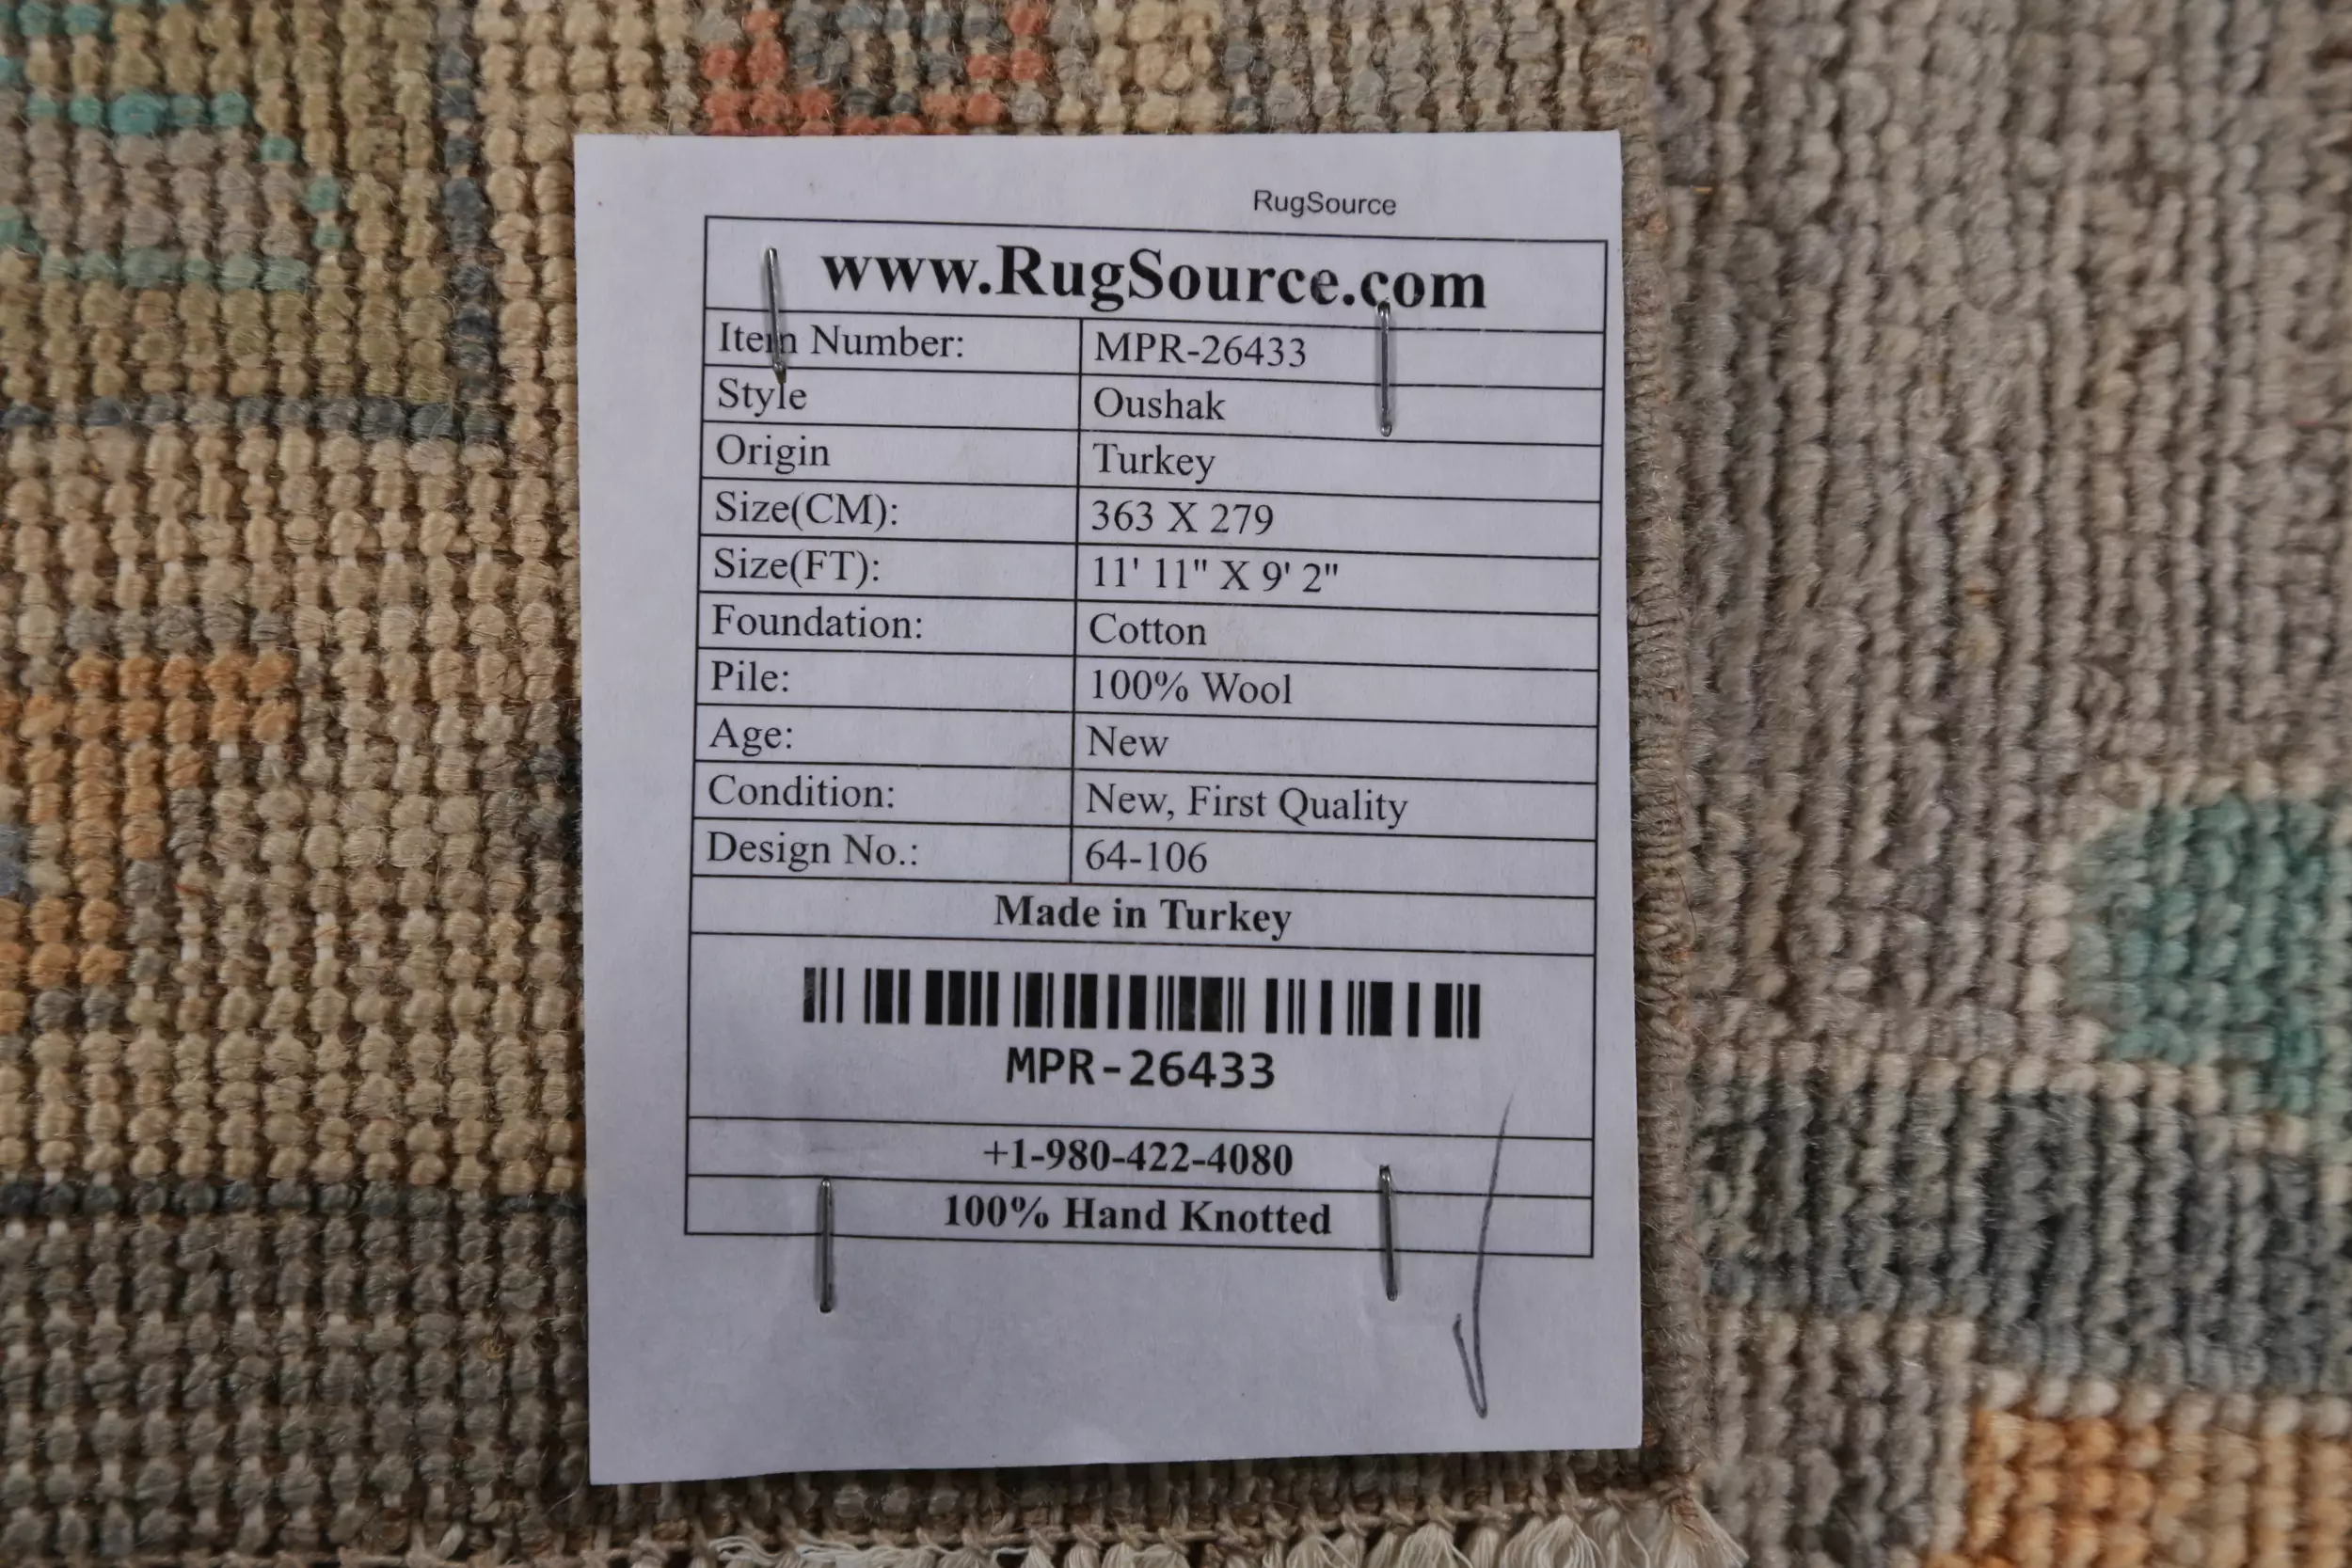 RugSource
www.RugSource.com
Item Number: MPR-26433
Style Oushak
Origin Turkey
Size(CM): 363 X 279
Size(FT): 11' 11" X 9' 2"
Foundation: Cotton
Pile: 100% Wool
Age: New
Condition: New, First Quality
Design No.: 64-106
Made in Turkey
MPR-26433
+1-980-422-4080
100% Hand Knotted